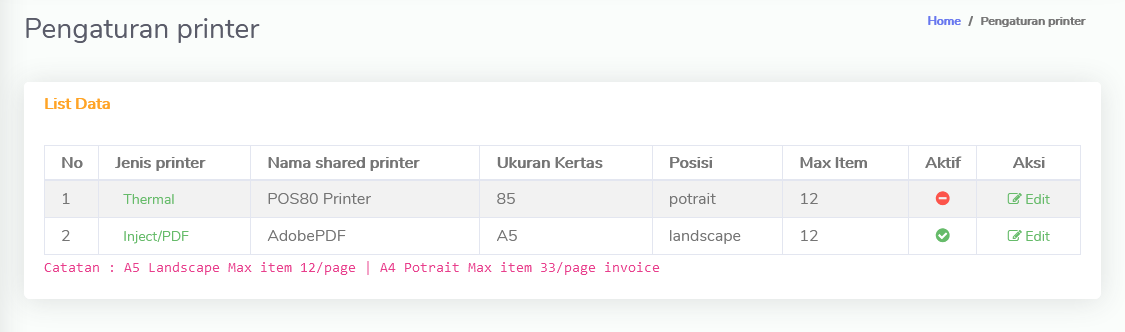 Pengaturan printer
Home / Pengaturan printer
List Data
No Jenis printer Nama shared printer Ukuran Kertas Posisi Max Item Aktif Aksi
1 Thermal POS80 Printer 85 potrait 12 Edit
2 Inject/PDF AdobePDF A5 landscape 12 Edit
Catatan : A5 Landscape Max item 12/page | A4 Potrait Max item 33/page invoice